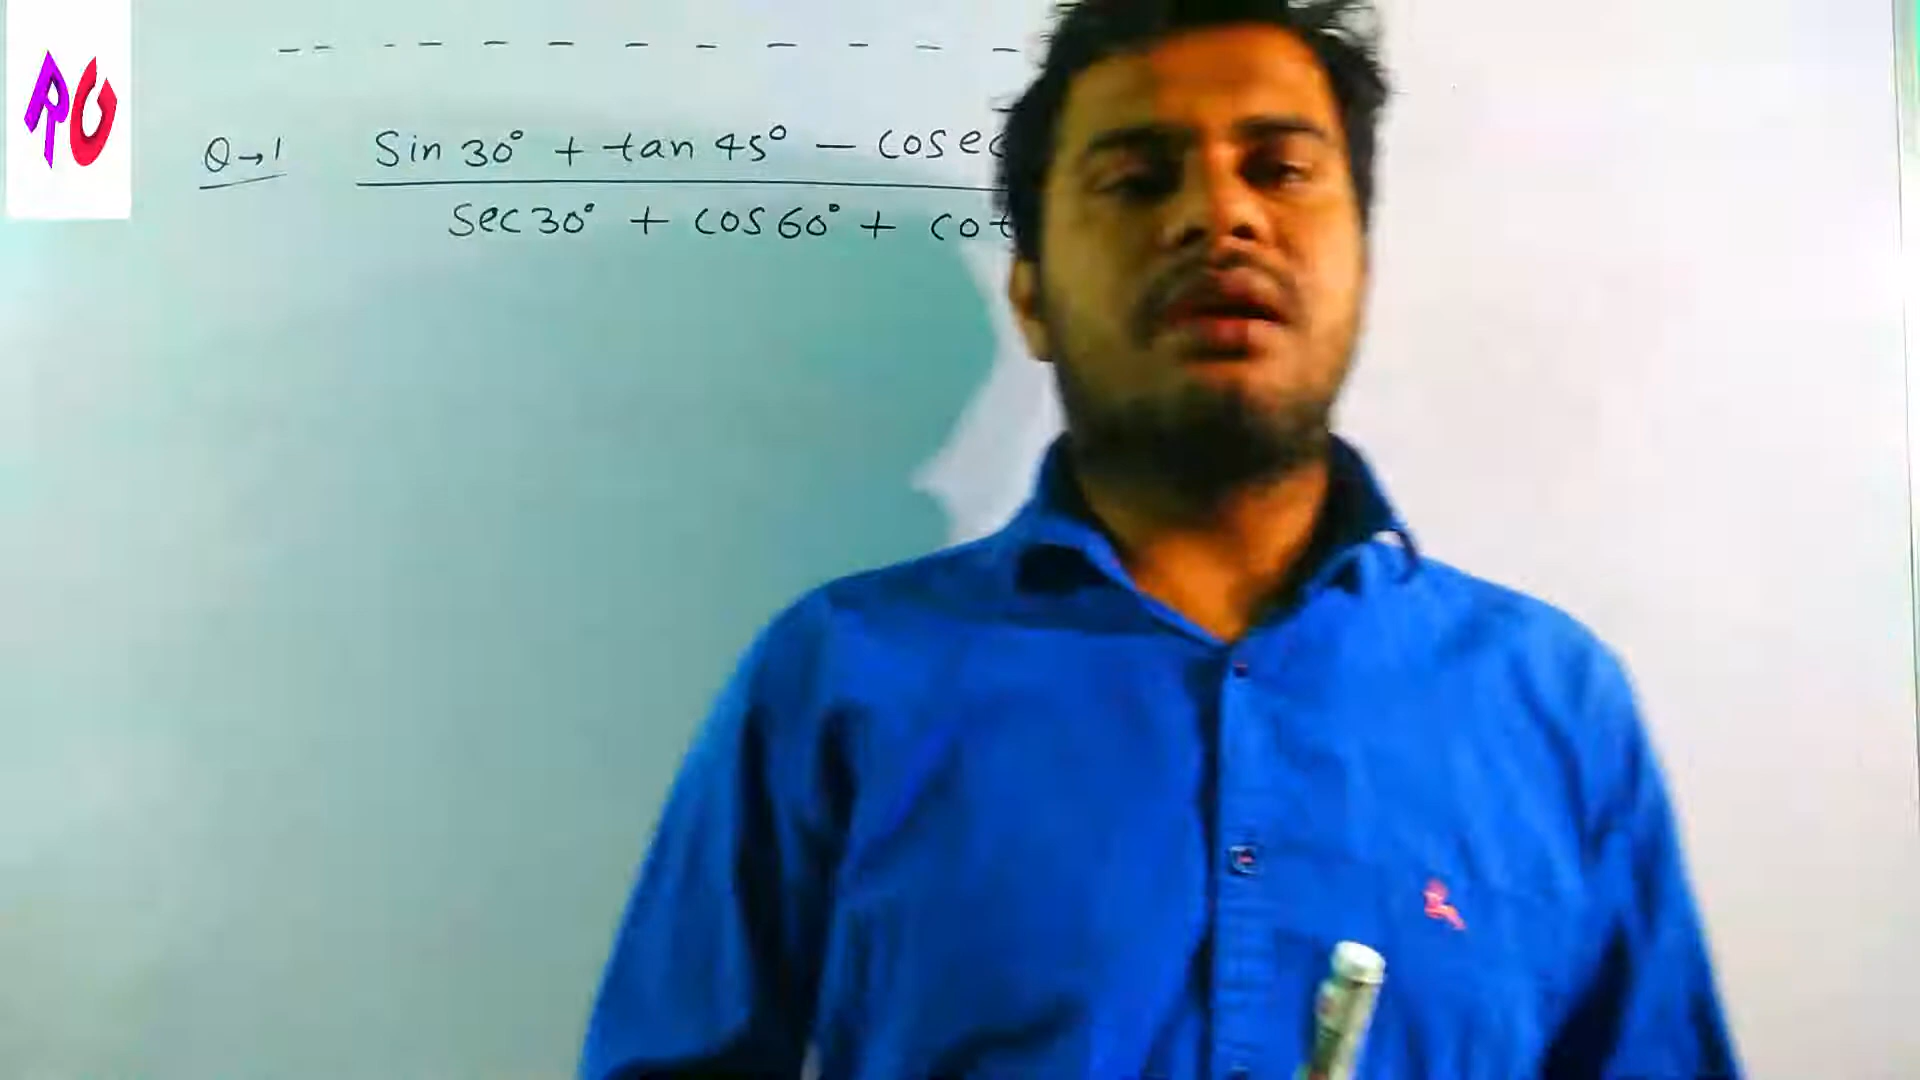 RG
Q→1 Sin 30° + tan 45° - cosec
sec 30° + cos 60° + cot